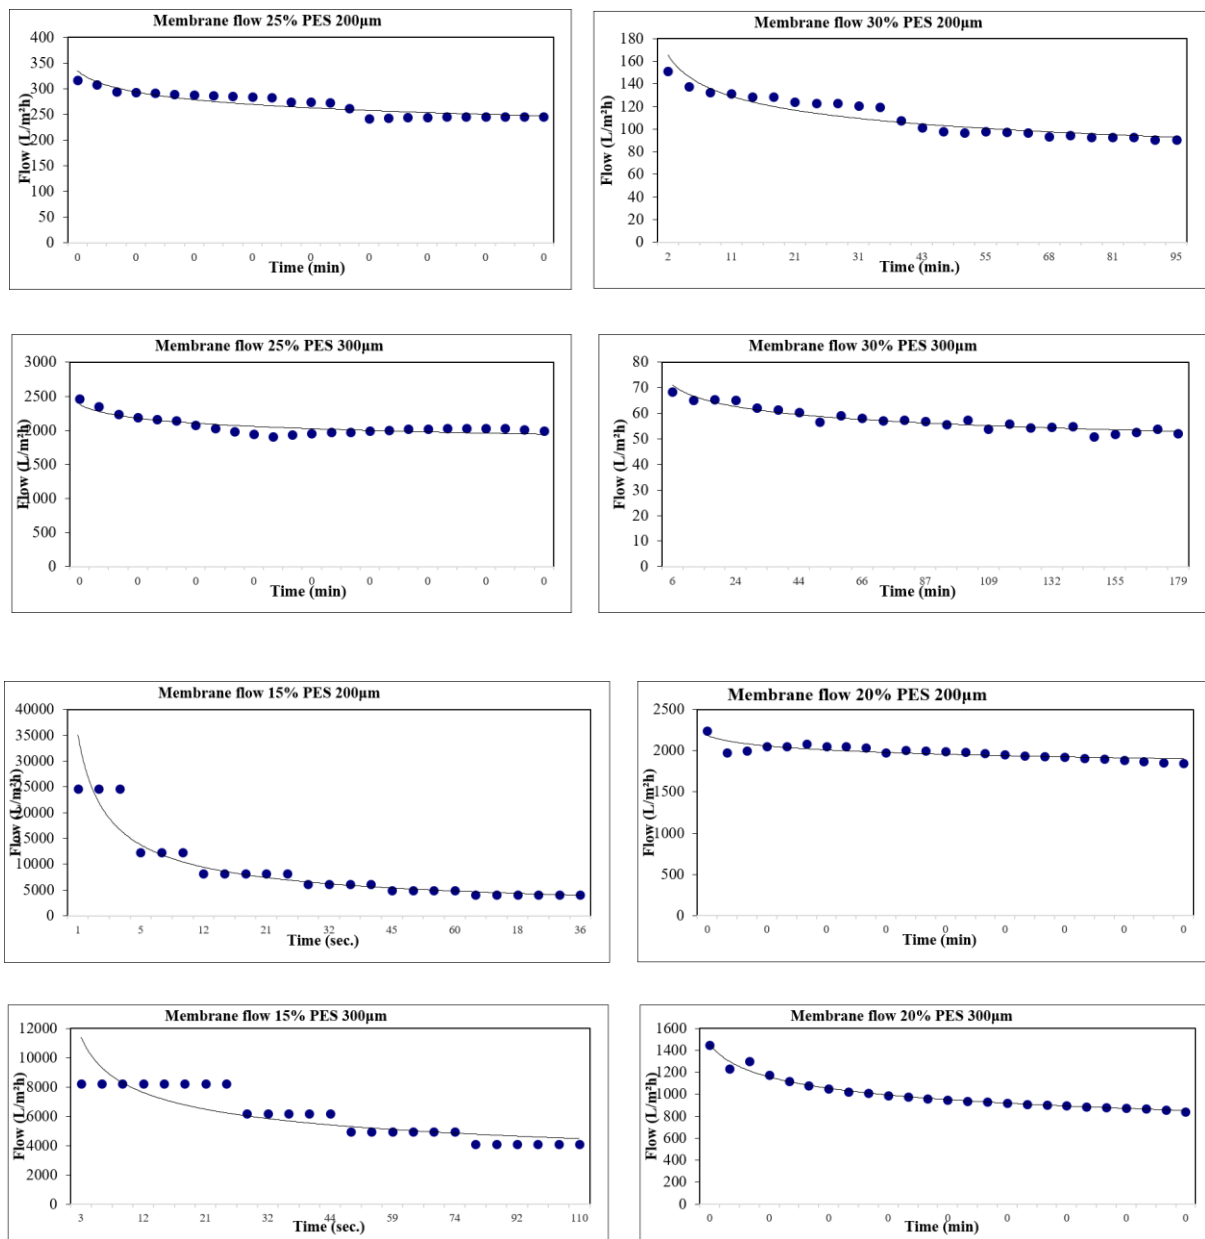 Membrane flow 25% PES 200µm
Flow (L/m²h)
400
350
300
250
200
150
100
50
0
0 0 0 0 0 0 0 0 0
Time (min)
Membrane flow 30% PES 200µm
Flow (L/m²h)
180
160
140
120
100
80
60
40
20
0
2 11 21 31 43 55 68 81 95
Time (min.)
Membrane flow 25% PES 300µm
Flow (L/m²h)
3000
2500
2000
1500
1000
500
0
0 0 0 0 0 0 0 0 0
Time (min)
Membrane flow 30% PES 300µm
Flow (L/m²h)
80
70
60
50
40
30
20
10
0
6 24 44 66 87 109 132 155 179
Time (min)
Membrane flow 15% PES 200µm
Flow (L/m²h)
40000
35000
30000
25000
20000
15000
10000
5000
0
1 5 12 21 32 45 60 18 36
Time (sec.)
Membrane flow 20% PES 200µm
Flow (L/m²h)
2500
2000
1500
1000
500
0
0 0 0 0 0 0 0 0 0
Time (min)
Membrane flow 15% PES 300µm
Flow (L/m²h)
12000
10000
8000
6000
4000
2000
0
3 12 21 32 44 59 74 92 110
Time (sec.)
Membrane flow 20% PES 300µm
Flow (L/m²h)
1600
1400
1200
1000
800
600
400
200
0
0 0 0 0 0 0 0 0 0
Time (min)